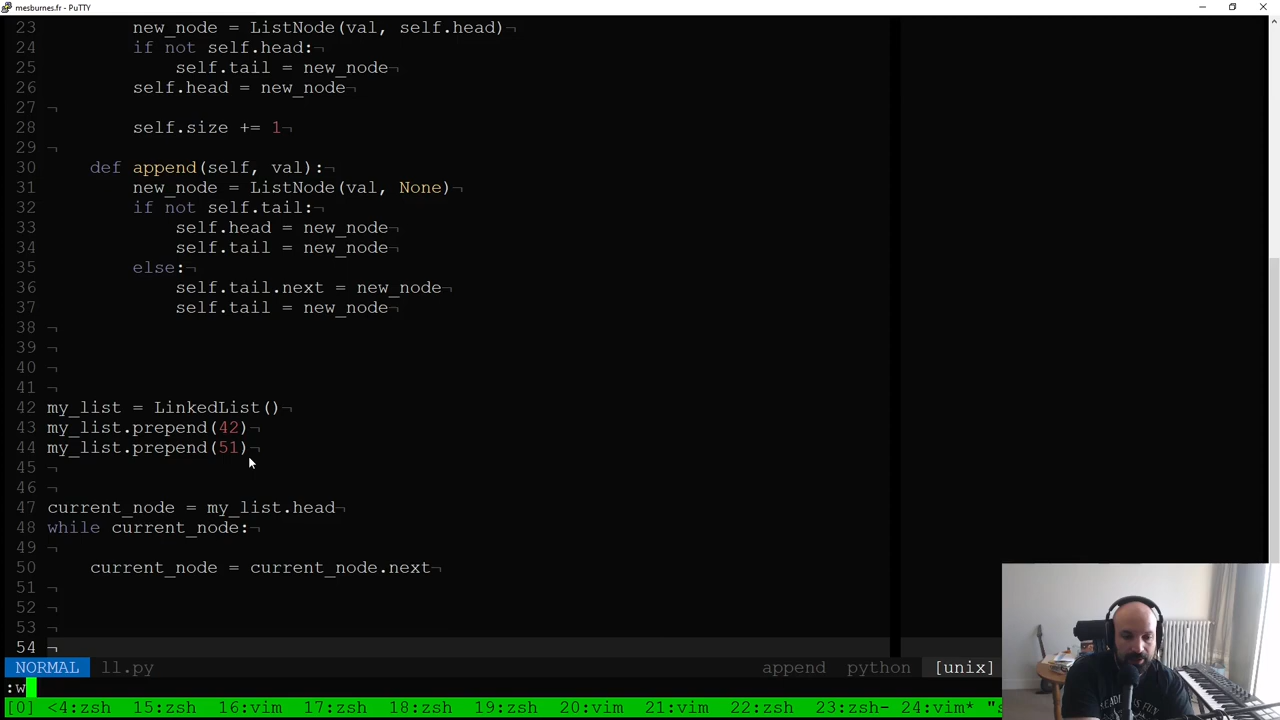 mesburnes.fr - PuTTY
23 new_node = ListNode(val, self.head)¬
24 if not self.head:¬
25 self.tail = new_node¬
26 self.head = new_node¬
27 ¬
28 self.size += 1¬
29 ¬
30 def append(self, val):¬
31 new_node = ListNode(val, None)¬
32 if not self.tail:¬
33 self.head = new_node¬
34 self.tail = new_node¬
35 else:¬
36 self.tail.next = new_node¬
37 self.tail = new_node¬
38 ¬
39 ¬
40 ¬
41 ¬
42 my_list = LinkedList()¬
43 my_list.prepend(42)¬
44 my_list.prepend(51)¬
45 ¬
46 ¬
47 current_node = my_list.head¬
48 while current_node:¬
49 ¬
50 current_node = current_node.next¬
51 ¬
52 ¬
53 ¬
54 ¬
NORMAL ll.py append python [unix]
:w
[0] <4:zsh 15:zsh 16:vim 17:zsh 18:zsh 19:zsh 20:vim 21:vim 22:zsh 23:zsh- 24:vim* "s